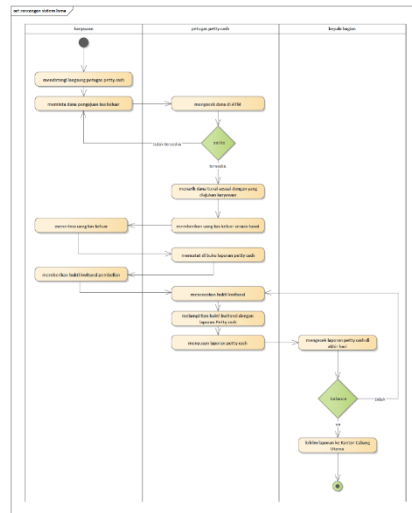 act rancangan sistem lama
karyawan
petugas petty cash
kepala bagian
mendatangi langsung petugas petty cash
meminta dana pengajuan kas keluar
mengecek dana di ATM
tidak tersedia
tersedia
menarik dana tunai sesuai dengan yang
diajukan karyawan
menerima uang kas keluar
memberikan uang kas keluar secara tunai
mencatat di buku laporan petty cash
memberikan bukti kwitansi pembelian
mencocokan bukti kwitansi
melampirkan bukti kwitansi dengan
laporan Petty cash
menyusun laporan petty cash
mengecek laporan petty cash di
akhir hari
balance
tidak
ya
kirim laporan ke Kantor Cabang
Utama